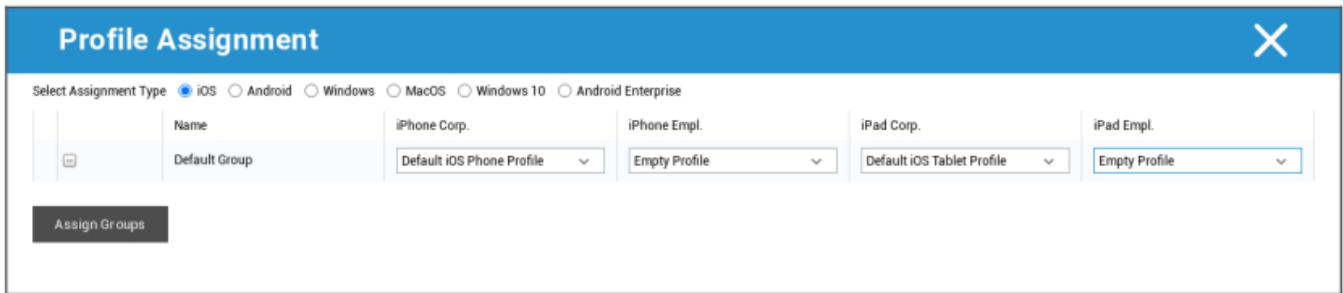 Profile Assignment
Select Assignment Type iOS Android Windows MacOS Windows 10 Android Enterprise
Name iPhone Corp. iPhone Empl. iPad Corp. iPad Empl.
Default Group Default iOS Phone Profile Empty Profile Default iOS Tablet Profile Empty Profile
Assign Groups